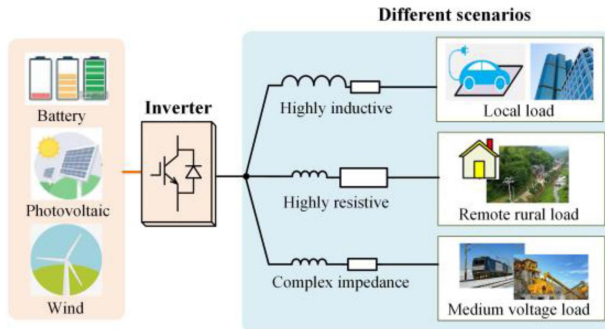 Different scenarios
Battery
Photovoltaic
Wind
Inverter
Highly inductive
Local load
Highly resistive
Remote rural load
Complex impedance
Medium voltage load